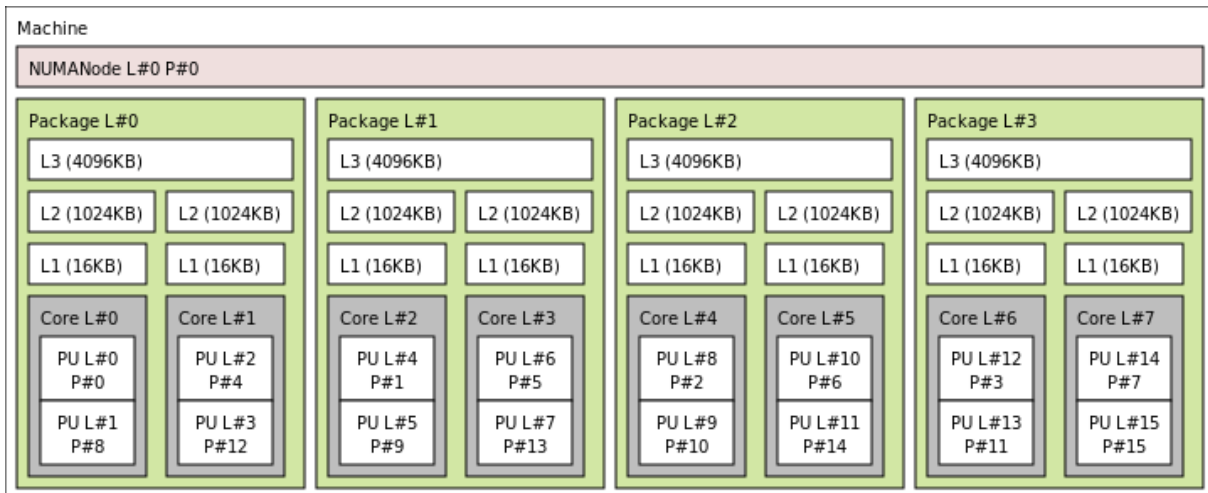 Machine
NUMANode L#0 P#0
Package L#0
L3 (4096KB)
L2 (1024KB)
L2 (1024KB)
L1 (16KB)
L1 (16KB)
Core L#0
PU L#0
P#0
PU L#1
P#8
Core L#1
PU L#2
P#4
PU L#3
P#12
Package L#1
L3 (4096KB)
L2 (1024KB)
L2 (1024KB)
L1 (16KB)
L1 (16KB)
Core L#2
PU L#4
P#1
PU L#5
P#9
Core L#3
PU L#6
P#5
PU L#7
P#13
Package L#2
L3 (4096KB)
L2 (1024KB)
L2 (1024KB)
L1 (16KB)
L1 (16KB)
Core L#4
PU L#8
P#2
PU L#9
P#10
Core L#5
PU L#10
P#6
PU L#11
P#14
Package L#3
L3 (4096KB)
L2 (1024KB)
L2 (1024KB)
L1 (16KB)
L1 (16KB)
Core L#6
PU L#12
P#3
PU L#13
P#11
Core L#7
PU L#14
P#7
PU L#15
P#15